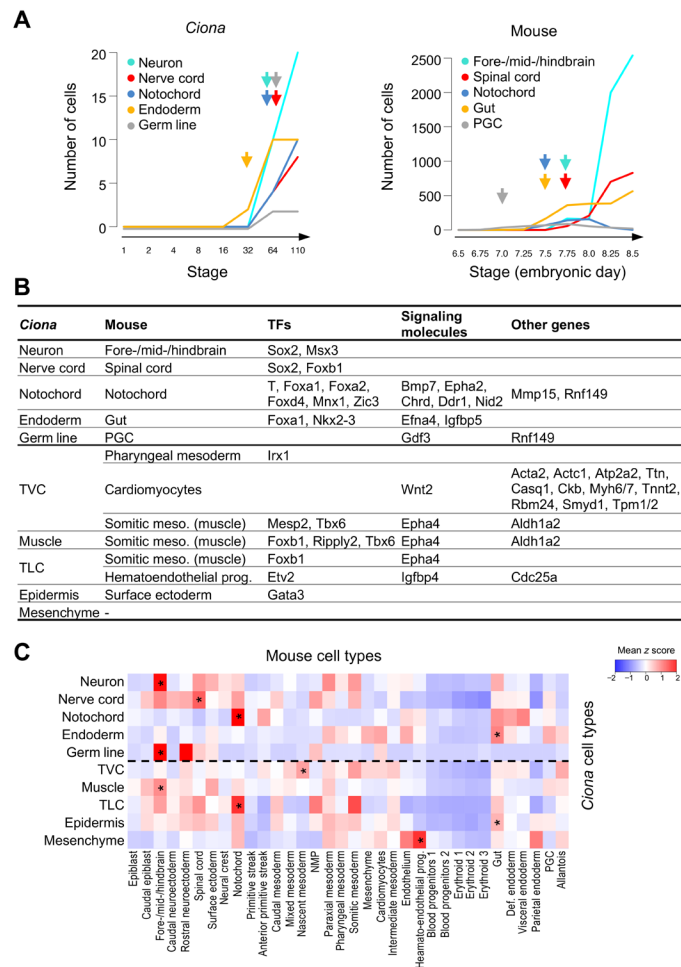 A
Ciona
Mouse
Number of cells
20
15
10
5
0
Neuron
Nerve cord
Notochord
Endoderm
Germ line
1 2 4 8 16 32 64 110
Stage
Number of cells
2500
2000
1500
1000
500
0
Fore-/mid-/hindbrain
Spinal cord
Notochord
Gut
PGC
6.5 6.75 7.0 7.25 7.5 7.75 8.0 8.25 8.5
Stage (embryonic day)
B
Ciona Mouse TFs Signaling molecules Other genes
Neuron Fore-/mid-/hindbrain Sox2, Msx3
Nerve cord Spinal cord Sox2, Foxb1
Notochord Notochord T, Foxa1, Foxa2, Foxd4, Mnx1, Zic3 Bmp7, Epha2, Chrd, Ddr1, Nid2 Mmp15, Rnf149
Endoderm Gut Foxa1, Nkx2-3 Efna4, Igfbp5
Germ line PGC Gdf3 Rnf149
TVC Pharyngeal mesoderm Irx1
Cardiomyocytes Wnt2 Acta2, Actc1, Atp2a2, Ttn, Casq1, Ckb, Myh6/7, Tnnt2, Rbm24, Smyd1, Tpm1/2
Somitic meso. (muscle) Mesp2, Tbx6 Epha4 Aldh1a2
Muscle Somitic meso. (muscle) Foxb1, Ripply2, Tbx6 Epha4 Aldh1a2
TLC Somitic meso. (muscle) Foxb1 Epha4
Hematoendothelial prog. Etv2 Igfbp4 Cdc25a
Epidermis Surface ectoderm Gata3
Mesenchyme -
C
Mouse cell types
Mean z score
−2 −1 0 1 2
Neuron
Nerve cord
Notochord
Endoderm
Germ line
TVC
Muscle
TLC
Epidermis
Mesenchyme
Ciona cell types
Epiblast
Caudal epiblast
Fore-/mid-/hindbrain
Caudal neuroectoderm
Rostral neuroectoderm
Spinal cord
Surface ectoderm
Neural crest
Notochord
Primitive streak
Anterior primitive streak
Caudal mesoderm
Mixed mesoderm
Nascent mesoderm
NMP
Paraxial mesoderm
Pharyngeal mesoderm
Somitic mesoderm
Mesenchyme
Cardiomyocytes
Intermediate mesoderm
Endothelium
Heamabo-endothelial prog.
Blood progenitors 1
Blood progenitors 2
Erythroid 1
Erythroid 2
Erythroid 3
Gut
Def. endoderm
Visceral endoderm
Parietal endoderm
PGC
Allantois